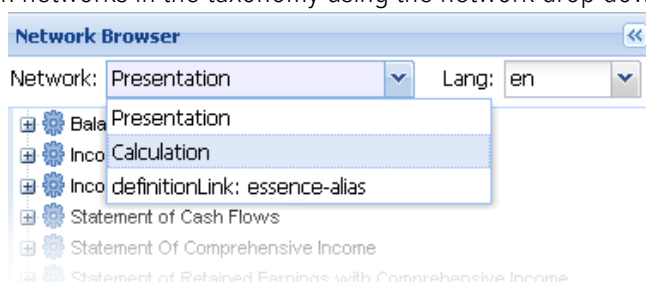 networks in the taxonomy using the network drop-dow
Network Browser
Network: Presentation Lang: en
Presentation
Bala
Calculation
Inco
definitionLink: essence-alias
Inco
Statement of Cash Flows
Statement Of Comprehensive Income
Statement of Retained Earnings with Comprehensive Income